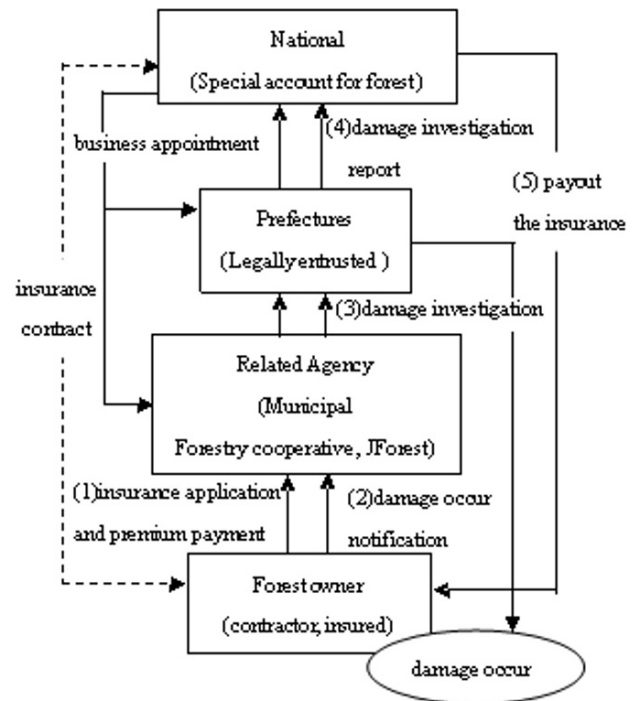 National
(Special account for forest)
business appointment
(4)damage investigation
report
(5) payout
the insurance
Prefectures
(Legally entrusted )
insurance
contract
(3)damage investigation
Related Agency
(Municipal
Forestry cooperative, JForest)
(1)insurance application
and premium payment
(2)damage occur
notification
Forest owner
(contractor, insured)
damage occur